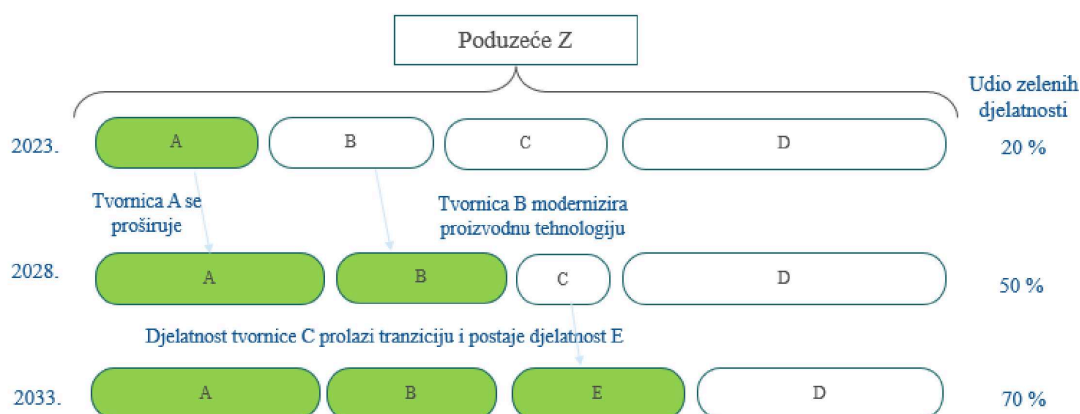 Poduzeće Z
Udio zelenih
djelatnosti
2023.
A
B
C
D
20 %
Tvornica A se
proširuje
Tvornica B modernizira
proizvodnu tehnologiju
2028.
A
B
C
D
50 %
Djelatnost tvornice C prolazi tranziciju i postaje djelatnost E
2033.
A
B
E
D
70 %